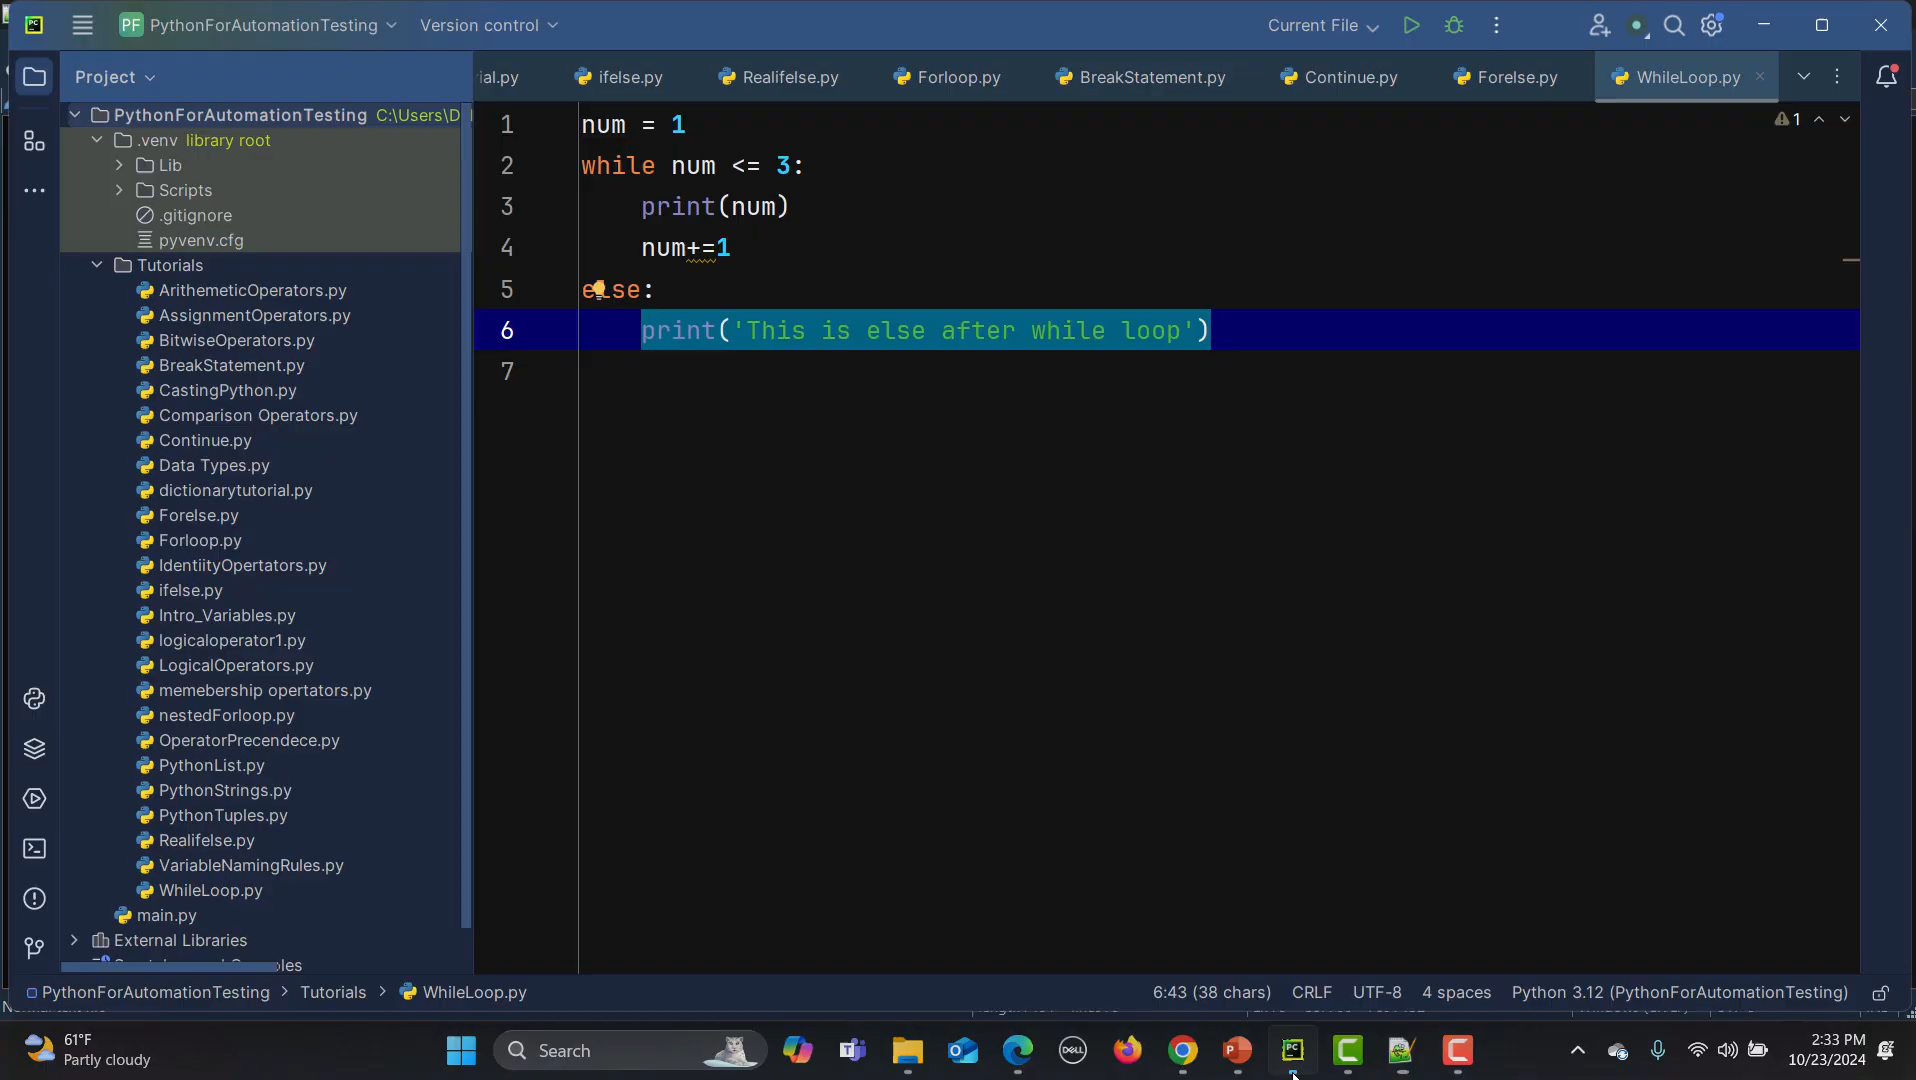 PC
PF PythonForAutomationTesting
Version control
Current File
Project
ial.py
ifelse.py
Realifelse.py
Forloop.py
BreakStatement.py
Continue.py
Forelse.py
WhileLoop.py
PythonForAutomationTesting C:\Users\D
.venv library root
Lib
Scripts
.gitignore
pyvenv.cfg
Tutorials
ArithemeticOperators.py
AssignmentOperators.py
BitwiseOperators.py
BreakStatement.py
CastingPython.py
Comparison Operators.py
Continue.py
Data Types.py
dictionarytutorial.py
Forelse.py
Forloop.py
IdentiityOpertators.py
ifelse.py
Intro_Variables.py
logicaloperator1.py
LogicalOperators.py
memebership opertators.py
nestedForloop.py
OperatorPrecendece.py
PythonList.py
PythonStrings.py
PythonTuples.py
Realifelse.py
VariableNamingRules.py
WhileLoop.py
main.py
External Libraries
1 num = 1
2 while num <= 3:
3 print(num)
4 num+=1
5 else:
6 print('This is else after while loop')
7
1
PythonForAutomationTesting > Tutorials > WhileLoop.py
6:43 (38 chars) CRLF UTF-8 4 spaces Python 3.12 (PythonForAutomationTesting)
61°F
Partly cloudy
Search
DELL
PC
2:33 PM
10/23/2024